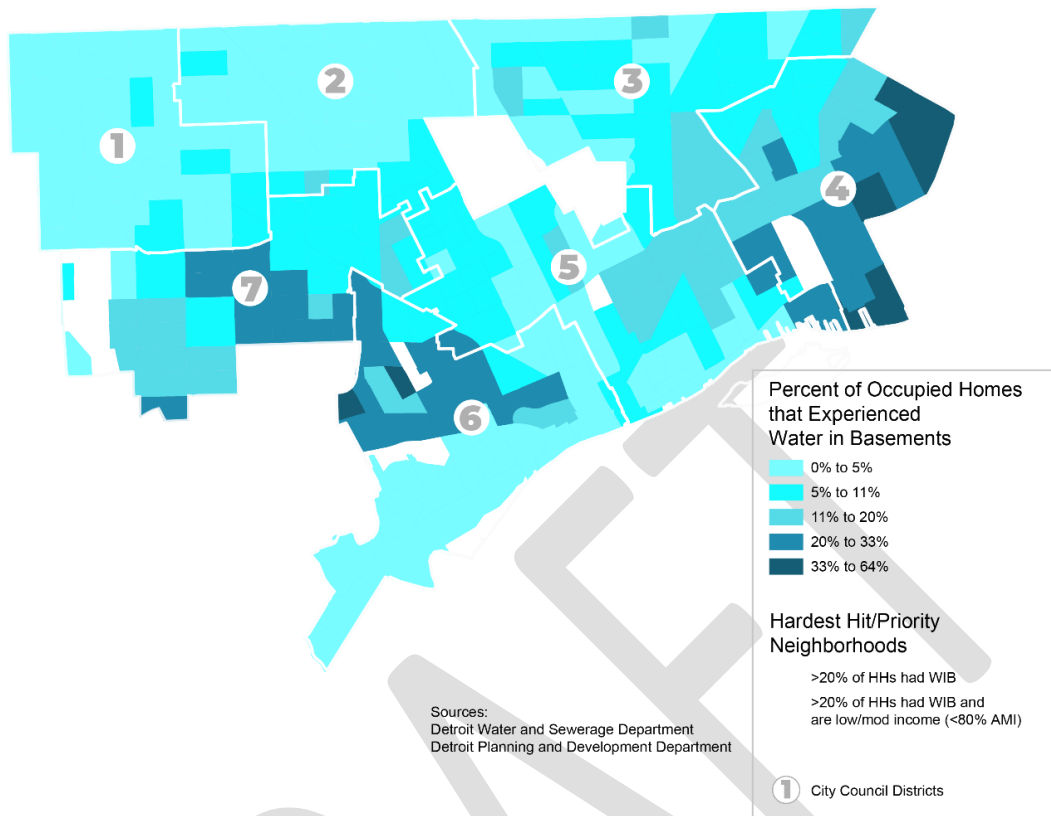 1
2
3
4
5
6
7
Percent of Occupied Homes
that Experienced
Water in Basements
0% to 5%
5% to 11%
11% to 20%
20% to 33%
33% to 64%
Hardest Hit/Priority
Neighborhoods
>20% of HHs had WIB
>20% of HHs had WIB and
are low/mod income (<80% AMI)
1 City Council Districts
Sources:
Detroit Water and Sewerage Department
Detroit Planning and Development Department
DRAFT